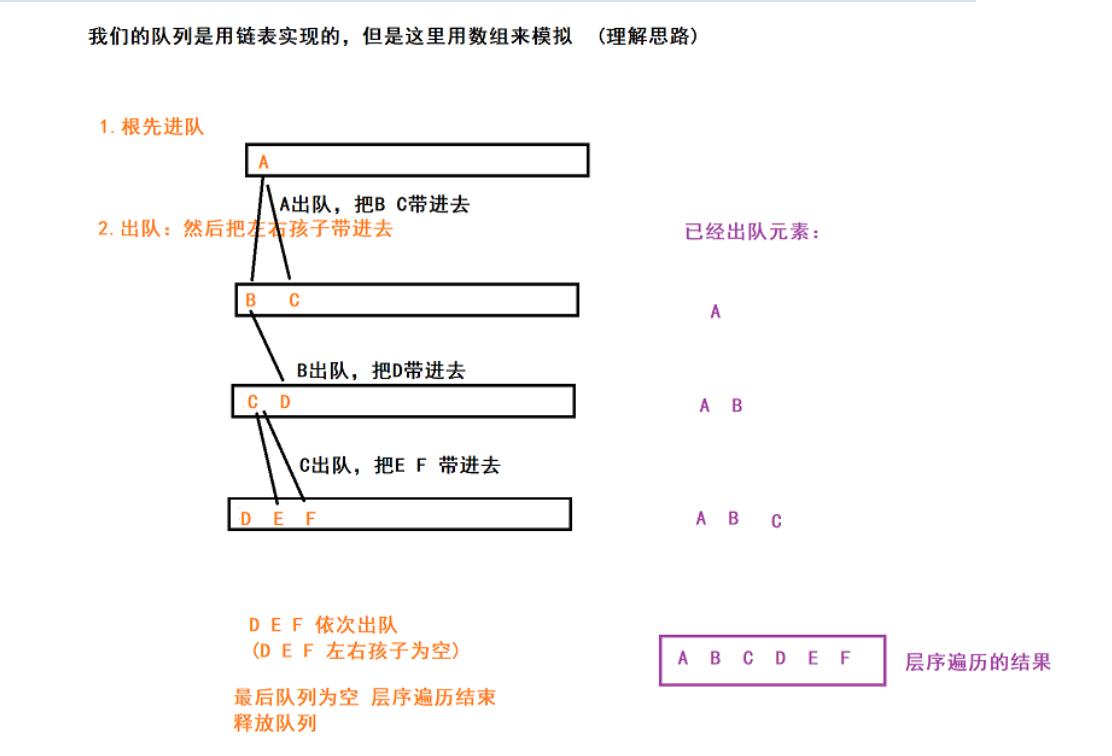 我们的队列是用链表实现的，但是这里用数组来模拟 （理解思路）
1.根先进队
A
A出队，把B C带进去
2.出队：然后把左右孩子带进去
已经出队元素：
B C
A
B出队，把D带进去
C D
A B
C出队，把E F 带进去
D E F
A B C
D E F 依次出队
（D E F 左右孩子为空）
A B C D E F
层序遍历的结果
最后队列为空 层序遍历结束
释放队列